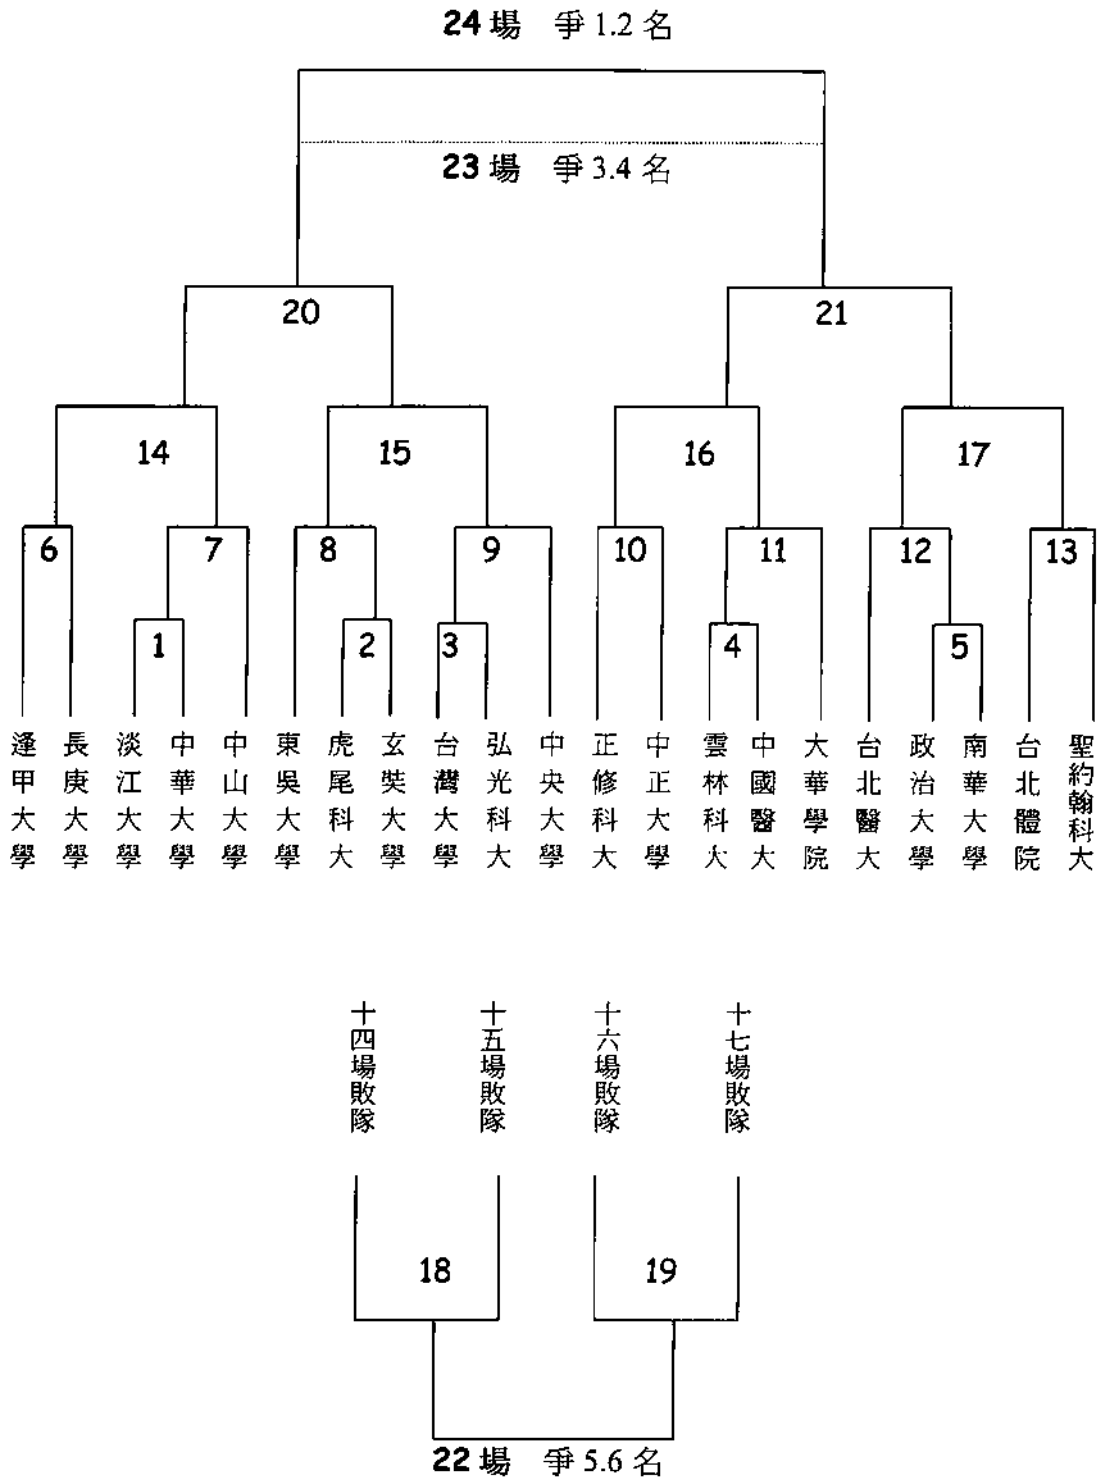 24 場 爭 1.2 名
23 場 爭 3.4 名
20
21
14
15
16
17
6
7
8
9
10
11
12
13
1
2
3
4
5
逢甲大學
長庚大學
淡江大學
中華大學
中山大學
東吳大學
虎尾科大
玄奘大學
台灣大學
弘光科大
中央大學
正修科大
中正大學
雲林科大
中國醫大
大華學院
台北醫大
政治大學
南華大學
台北體院
聖約翰科大
十四場敗隊
十五場敗隊
十六場敗隊
十七場敗隊
18
19
22 場 爭 5.6 名